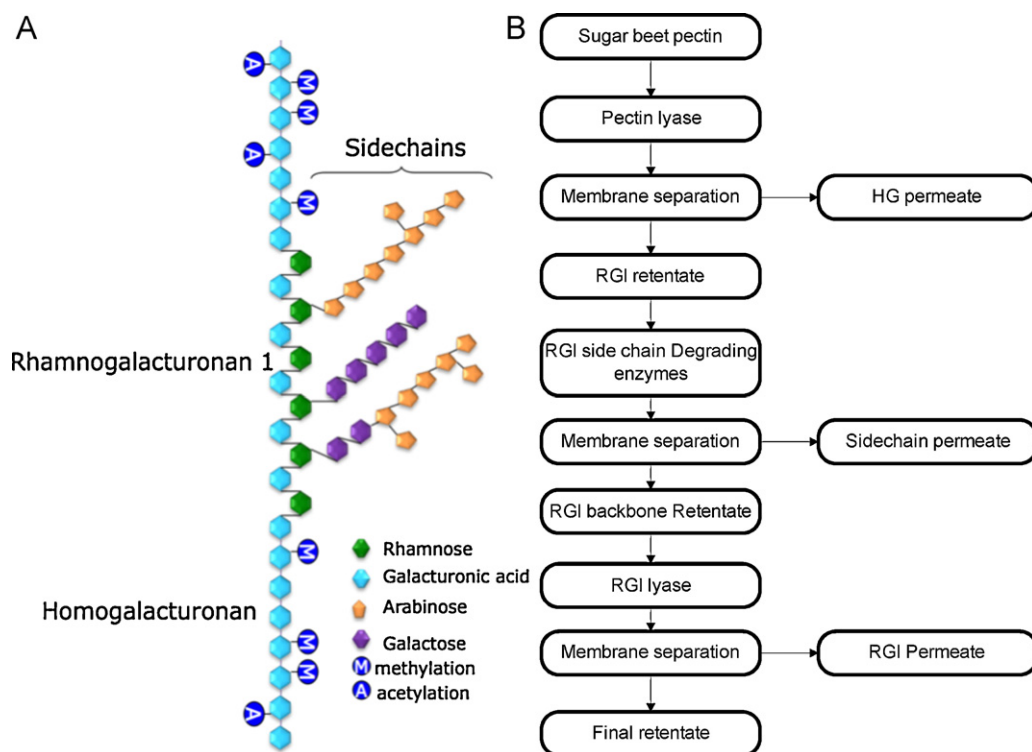 A
A
M
M
A
M
Sidechains
Rhamnogalacturonan 1
M
Homogalacturonan
M
M
A
Rhamnose
Galacturonic acid
Arabinose
Galactose
M methylation
A acetylation
B
Sugar beet pectin
Pectin lyase
Membrane separation
HG permeate
RGI retentate
RGI side chain Degrading
enzymes
Membrane separation
Sidechain permeate
RGI backbone Retentate
RGI lyase
Membrane separation
RGI Permeate
Final retentate